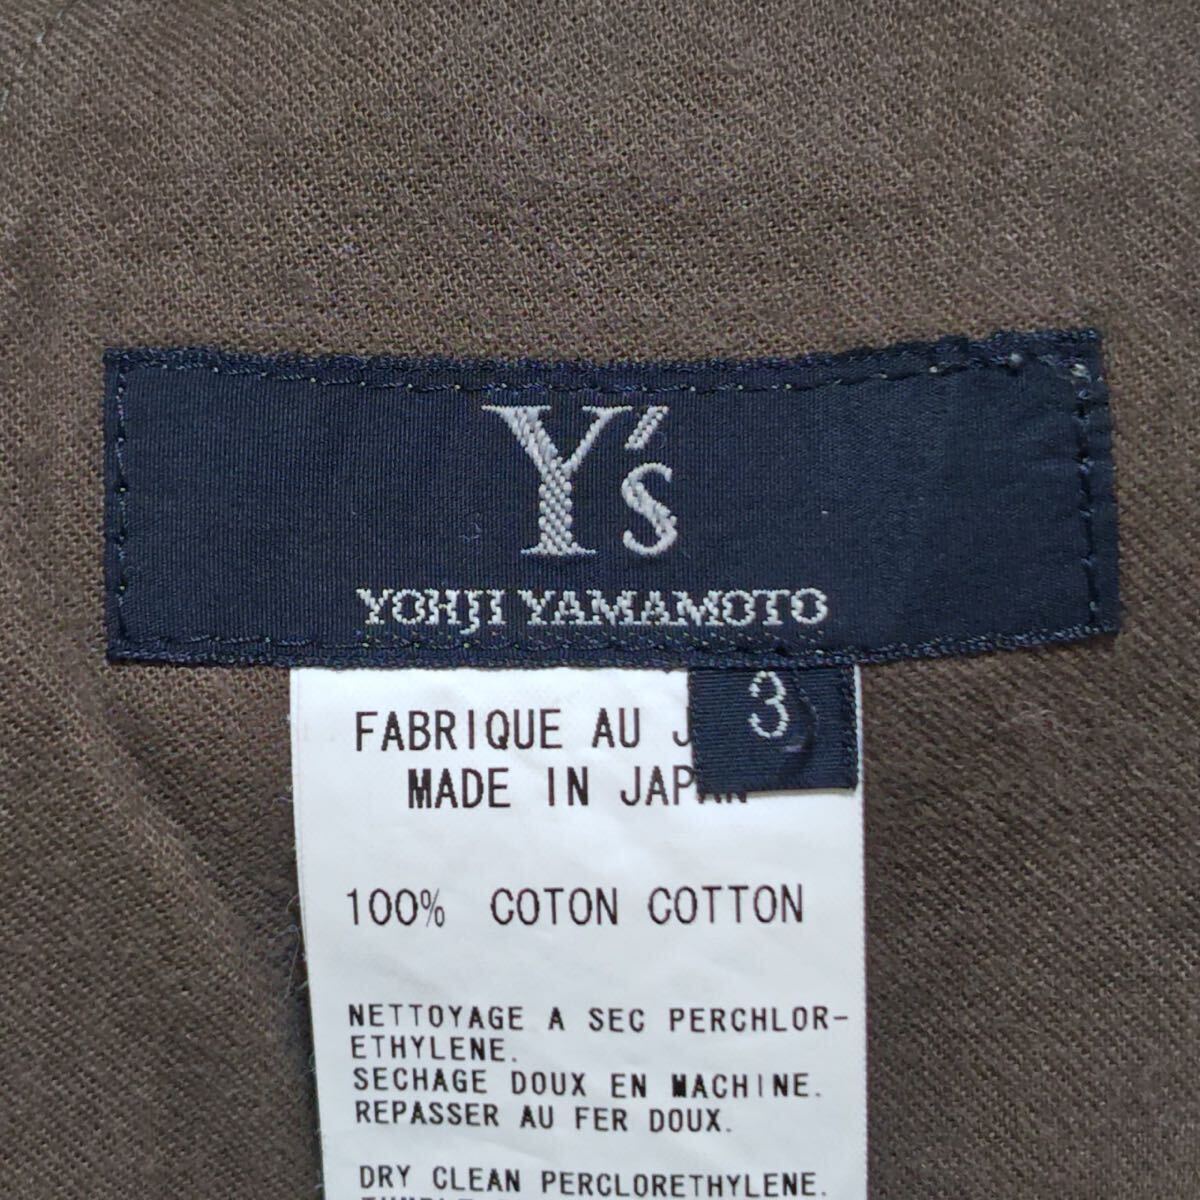 Y's
YOHJI YAMAMOTO
3
FABRIQUE AU
MADE IN JAPAN
100% COTON COTTON
NETTOYAGE A SEC PERCHLOR-
ETHYLENE.
SECHAGE DOUX EN MACHINE.
REPASSER AU FER DOUX.
DRY CLEAN PERCLORETHYLENE.